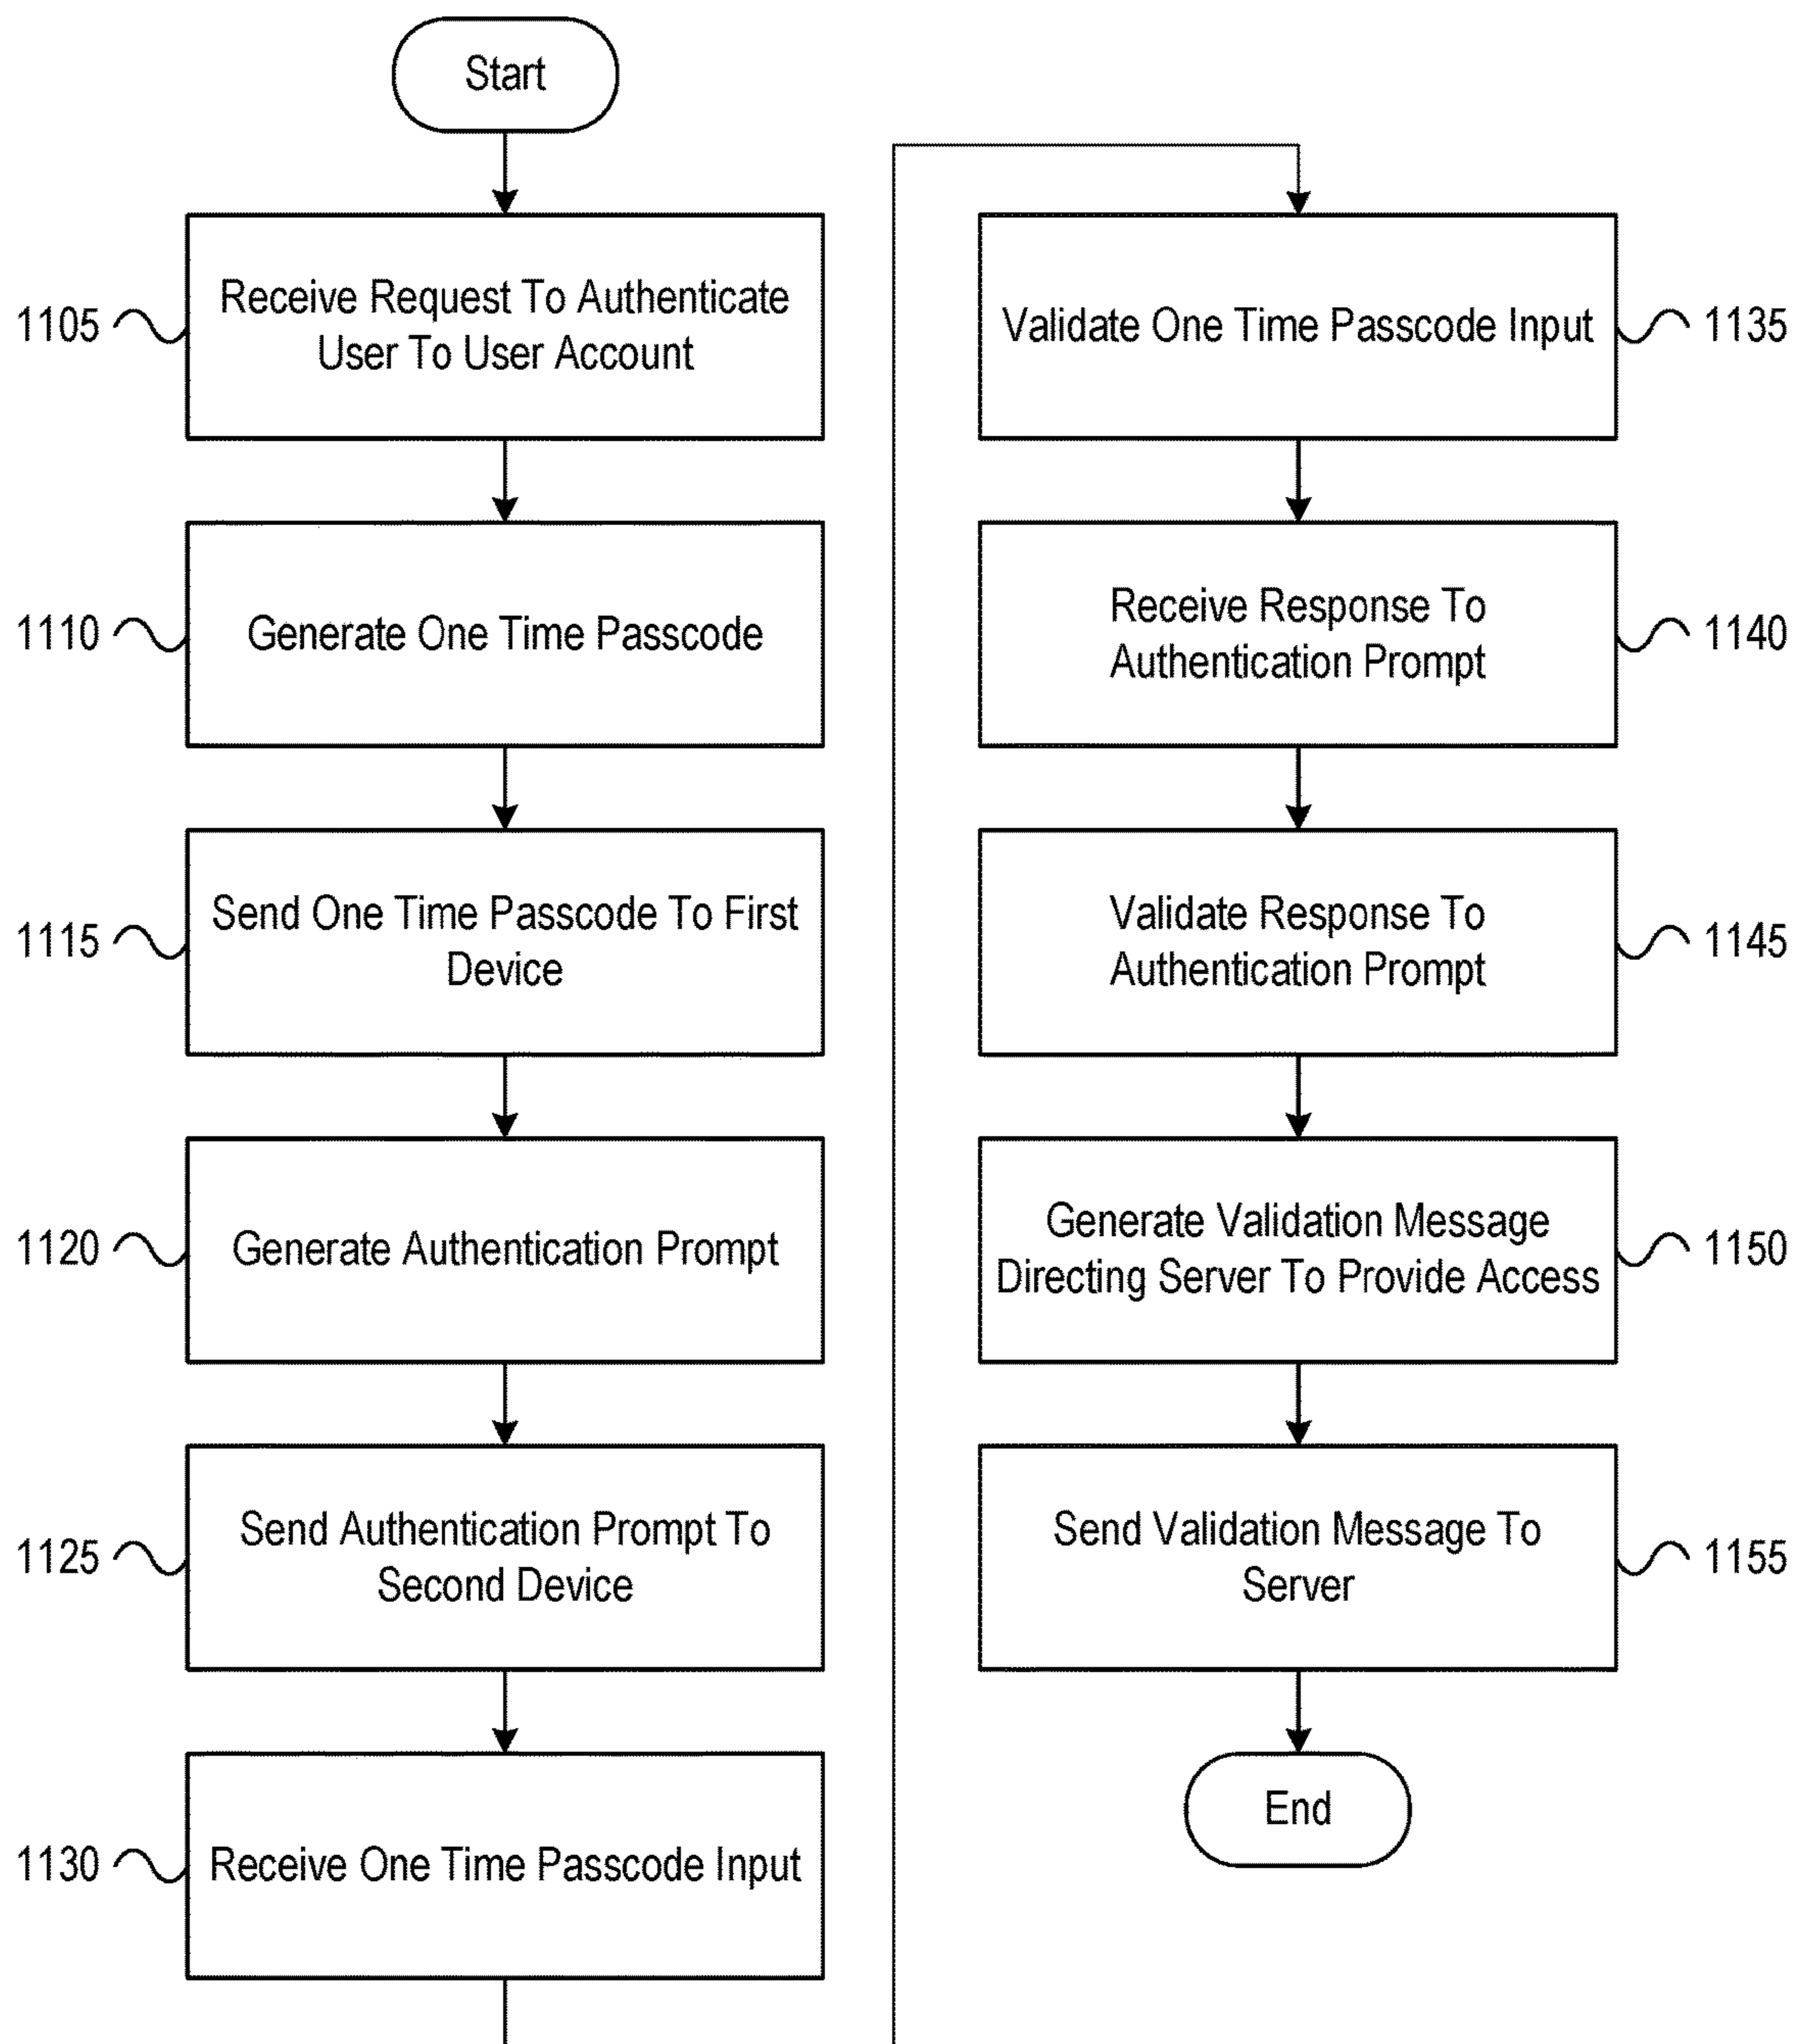 Start
1105
Receive Request To Authenticate
User To User Account
1110
Generate One Time Passcode
1115
Send One Time Passcode To First
Device
1120
Generate Authentication Prompt
1125
Send Authentication Prompt To
Second Device
1130
Receive One Time Passcode Input
Validate One Time Passcode Input
1135
Receive Response To
Authentication Prompt
1140
Validate Response To
Authentication Prompt
1145
Generate Validation Message
Directing Server To Provide Access
1150
Send Validation Message To
Server
1155
End